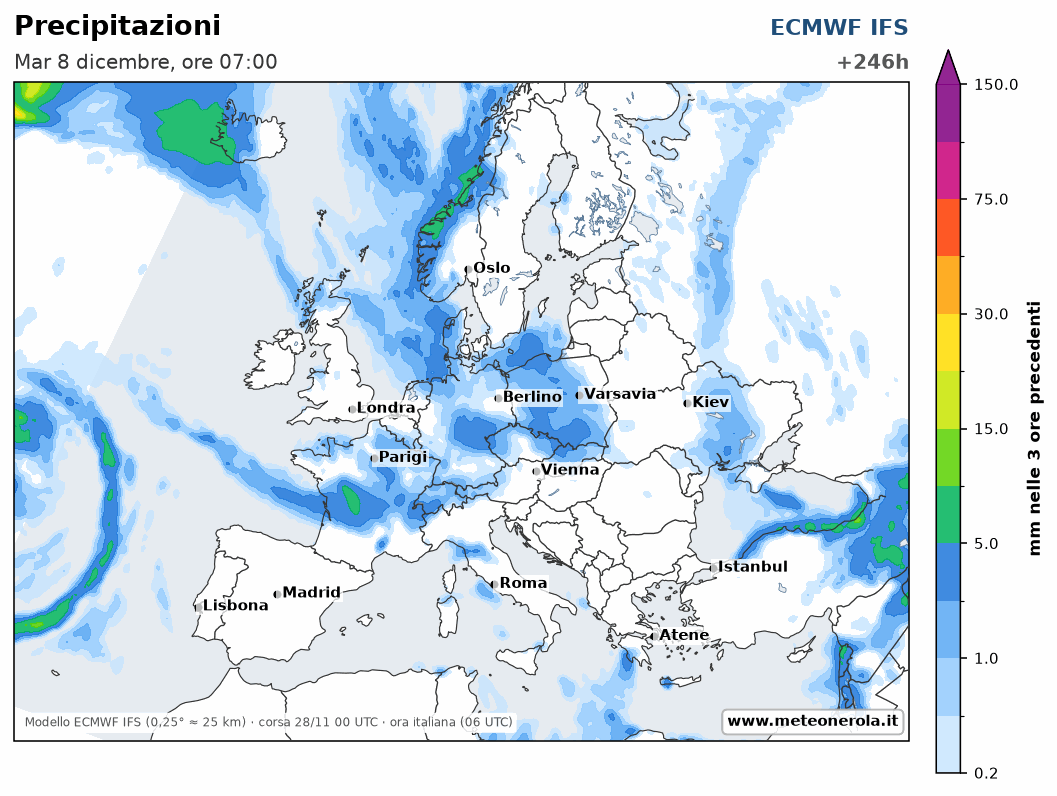 Precipitazioni
ECMWF IFS
Mar 8 dicembre, ore 07:00
+246h
150.0
75.0
30.0
15.0
5.0
1.0
0.2
mm nelle 3 ore precedenti
Oslo
Berlino
Varsavia
Kiev
Londra
Parigi
Vienna
Istanbul
Roma
Madrid
Lisbona
Atene
Modello ECMWF IFS (0,25° ≈ 25 km) · corsa 28/11 00 UTC · ora italiana (06 UTC)
www.meteonerola.it